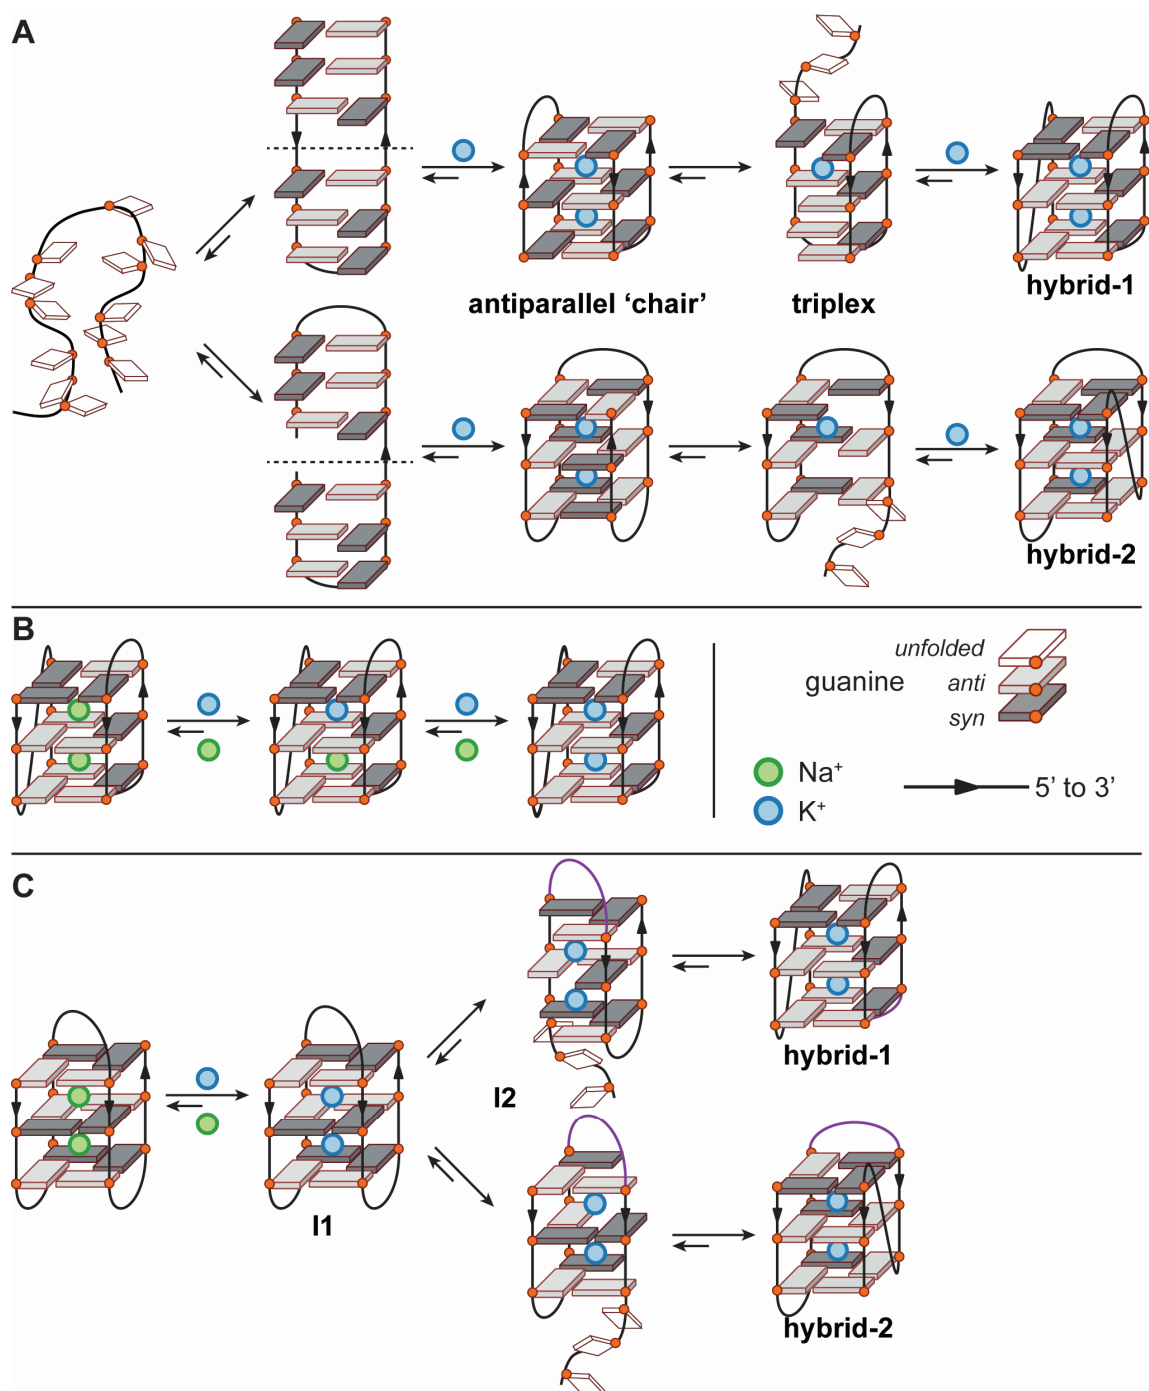 A
antiparallel ‘chair’
triplex
hybrid-1
hybrid-2
B
unfolded
guanine
anti
syn
Na⁺
K⁺
5’ to 3’
C
I1
I2
hybrid-1
hybrid-2